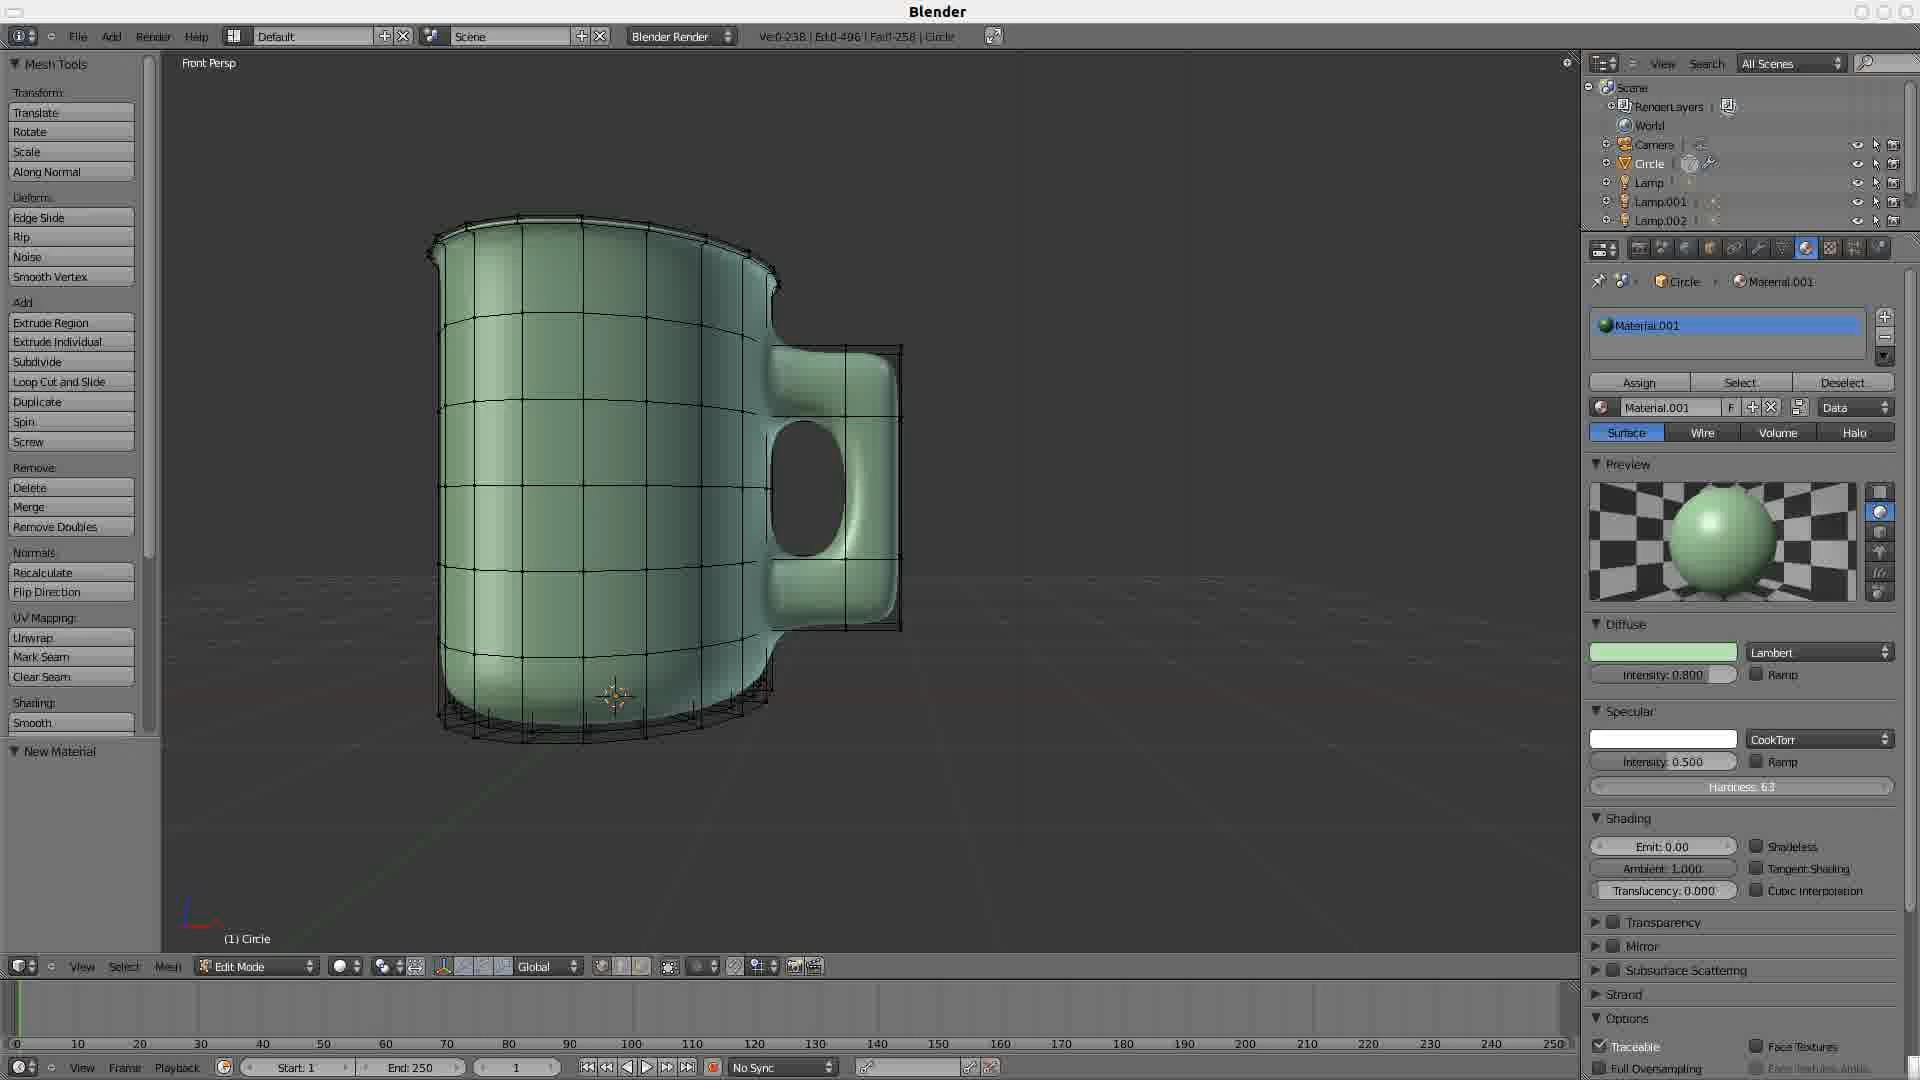 Blender
File Add Render Help Default Scene Blender Render Ve:0-238 | Ed:0-496 | Fa:0-258 | Circle
Mesh Tools
Transform:
Translate
Rotate
Scale
Along Normal
Deform:
Edge Slide
Rip
Noise
Smooth Vertex
Add:
Extrude Region
Extrude Individual
Subdivide
Loop Cut and Slide
Duplicate
Spin
Screw
Remove:
Delete
Merge
Remove Doubles
Normals:
Recalculate
Flip Direction
UV Mapping:
Unwrap
Mark Seam
Clear Seam
Shading:
Smooth
New Material
Front Persp
(1) Circle
View Select Mesh Edit Mode Global
0 10 20 30 40 50 60 70 80 90 100 110 120 130 140 150 160 170 180 190 200 210 220 230 240 250
View Frame Playback Start: 1 End: 250 1 No Sync
View Search All Scenes
Scene
RenderLayers
World
Camera
Circle
Lamp
Lamp.001
Lamp.002
Circle Material.001
Material.001
Assign Select Deselect
Material.001 F Data
Surface Wire Volume Halo
Preview
Diffuse
Lambert
Intensity: 0.800 Ramp
Specular
CookTorr
Intensity: 0.500 Ramp
Hardness: 63
Shading
Emit: 0.00 Shadeless
Ambient: 1.000 Tangent Shading
Translucency: 0.000 Cubic Interpolation
Transparency
Mirror
Subsurface Scattering
Strand
Options
Traceable Face Textures
Full Oversampling Face Textures Alpha